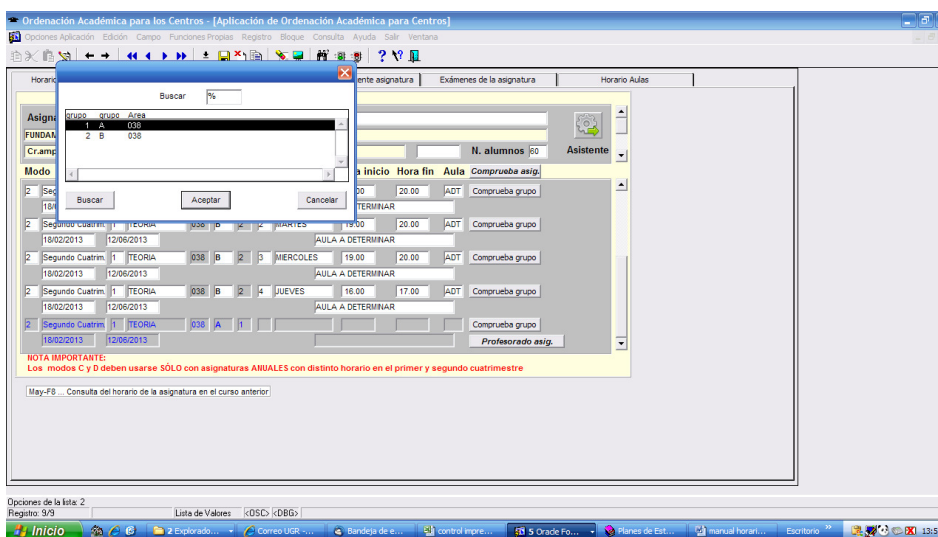 Ordenación Académica para los Centros - [Aplicación de Ordenación Académica para Centros]
Opciones Aplicación Edición Campo Funciones Propias Registro Bloque Consulta Ayuda Salir Ventana
Horario
ente asignatura
Exámenes de la asignatura
Horario Aulas
Buscar %
grupo grupo Area
1 A 038
2 B 038
Buscar Aceptar Cancelar
Asigna
FUNDAM
Cr.amp
N. alumnos 60 Asistente
Modo a inicio Hora fin Aula Comprueba asig.
2 Seg 00 20.00 ADT Comprueba grupo
18/ TERMINAR
2 Segundo Cuatrim. 1 TEORIA 038 B 2 2 MARTES 19.00 20.00 ADT Comprueba grupo
18/02/2013 12/06/2013 AULA A DETERMINAR
2 Segundo Cuatrim. 1 TEORIA 038 B 2 3 MIERCOLES 19.00 20.00 ADT Comprueba grupo
18/02/2013 12/06/2013 AULA A DETERMINAR
2 Segundo Cuatrim. 1 TEORIA 038 B 2 4 JUEVES 16.00 17.00 ADT Comprueba grupo
18/02/2013 12/06/2013 AULA A DETERMINAR
2 Segundo Cuatrim. 1 TEORIA 038 A 1 Comprueba grupo
18/02/2013 12/06/2013 Profesorado asig.
NOTA IMPORTANTE:
Los modos C y D deben usarse SÓLO con asignaturas ANUALES con distinto horario en el primer y segundo cuatrimestre
May-F8 ... Consulta del horario de la asignatura en el curso anterior
Opciones de la lista: 2
Registro: 9/9 Lista de Valores <OSC> <DBG>
Inicio 2 Explorado... Correo UGR -... Bandeja de e... control impre... 5 Oracle Fo... Planes de Est... manual horari... Escritorio » 13:5